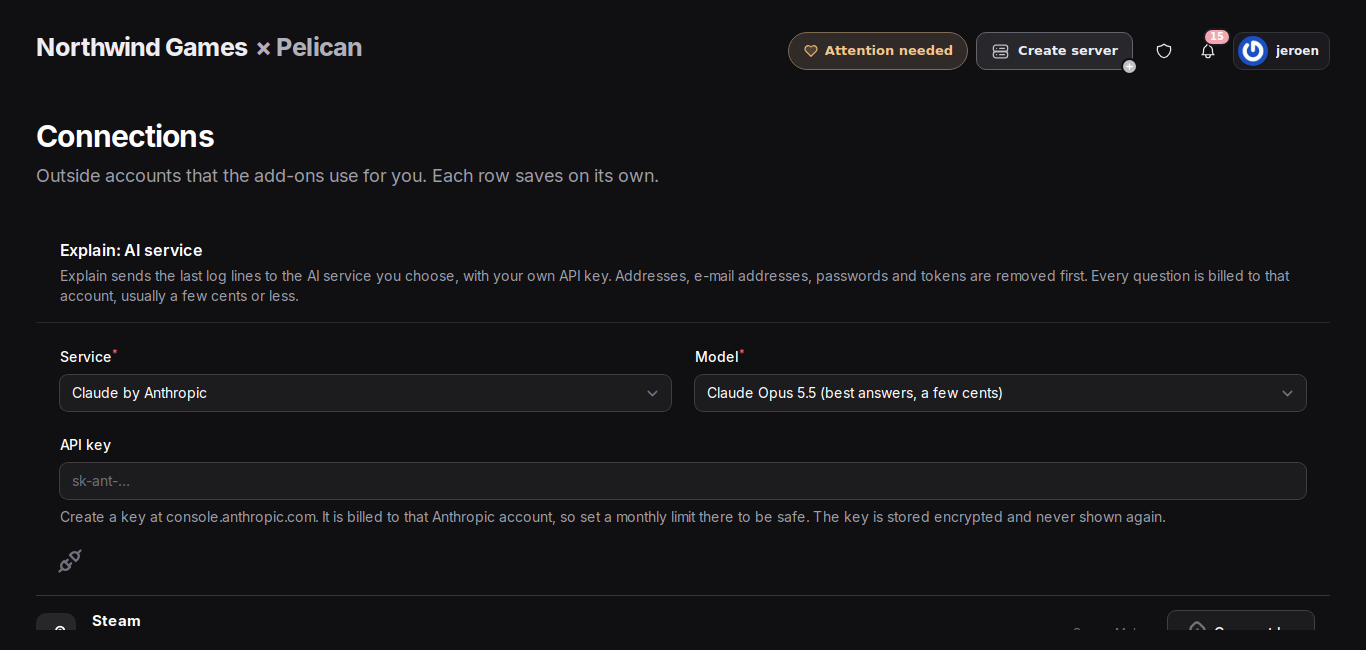 Northwind Games × Pelican
Attention needed
Create server
15
jeroen
Connections
Outside accounts that the add-ons use for you. Each row saves on its own.
Explain: AI service
Explain sends the last log lines to the AI service you choose, with your own API key. Addresses, e-mail addresses, passwords and tokens are removed first. Every question is billed to that
account, usually a few cents or less.
Service*
Model*
Claude by Anthropic
Claude Opus 5.5 (best answers, a few cents)
API key
sk-ant-...
Create a key at console.anthropic.com. It is billed to that Anthropic account, so set a monthly limit there to be safe. The key is stored encrypted and never shown again.
Steam